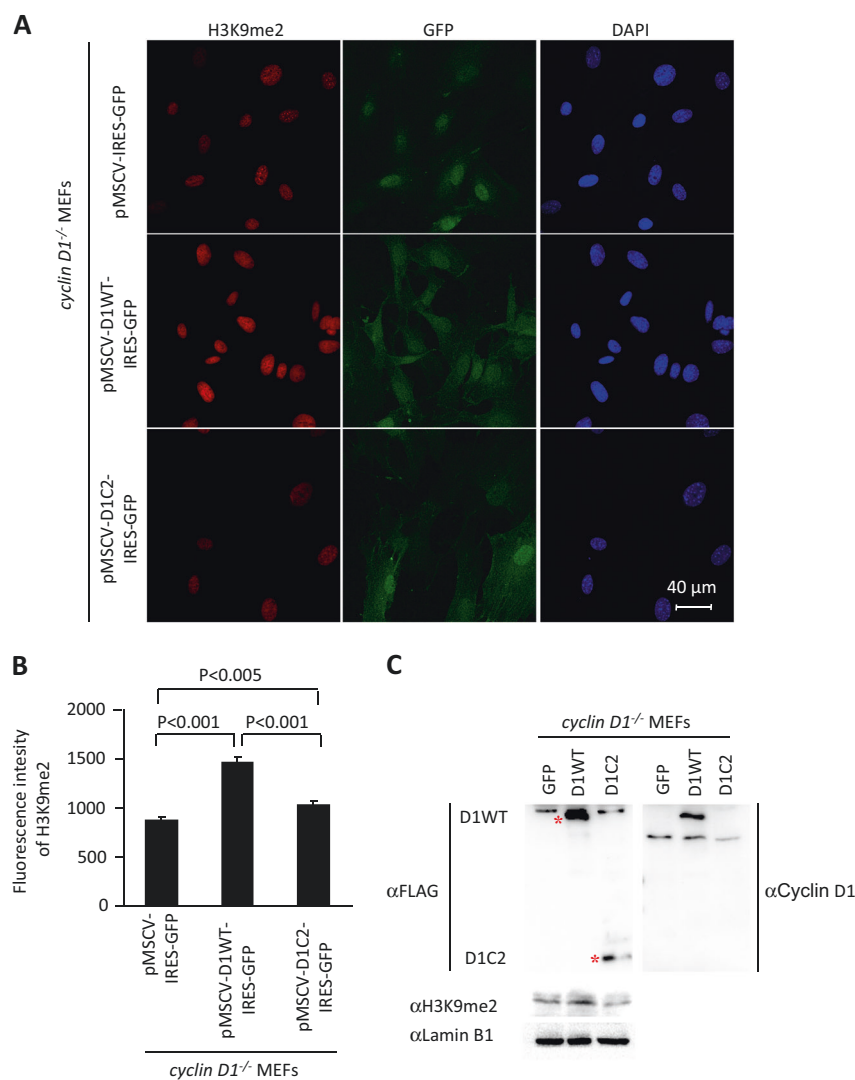 A
H3K9me2 GFP DAPI
cyclin D1-/- MEFs
pMSCV-IRES-GFP
pMSCV-D1WT-
IRES-GFP
pMSCV-D1C2-
IRES-GFP
40 µm
B
P<0.005
P<0.001 P<0.001
Fluorescence intesity
of H3K9me2
2000
1500
1000
500
0
pMSCV-
IRES-GFP
pMSCV-D1WT-
IRES-GFP
pMSCV-D1C2-
IRES-GFP
cyclin D1-/- MEFs
C
cyclin D1-/- MEFs
GFP D1WT D1C2 GFP D1WT D1C2
D1WT
*
αFLAG
αCyclin D1
D1C2
*
αH3K9me2
αLamin B1